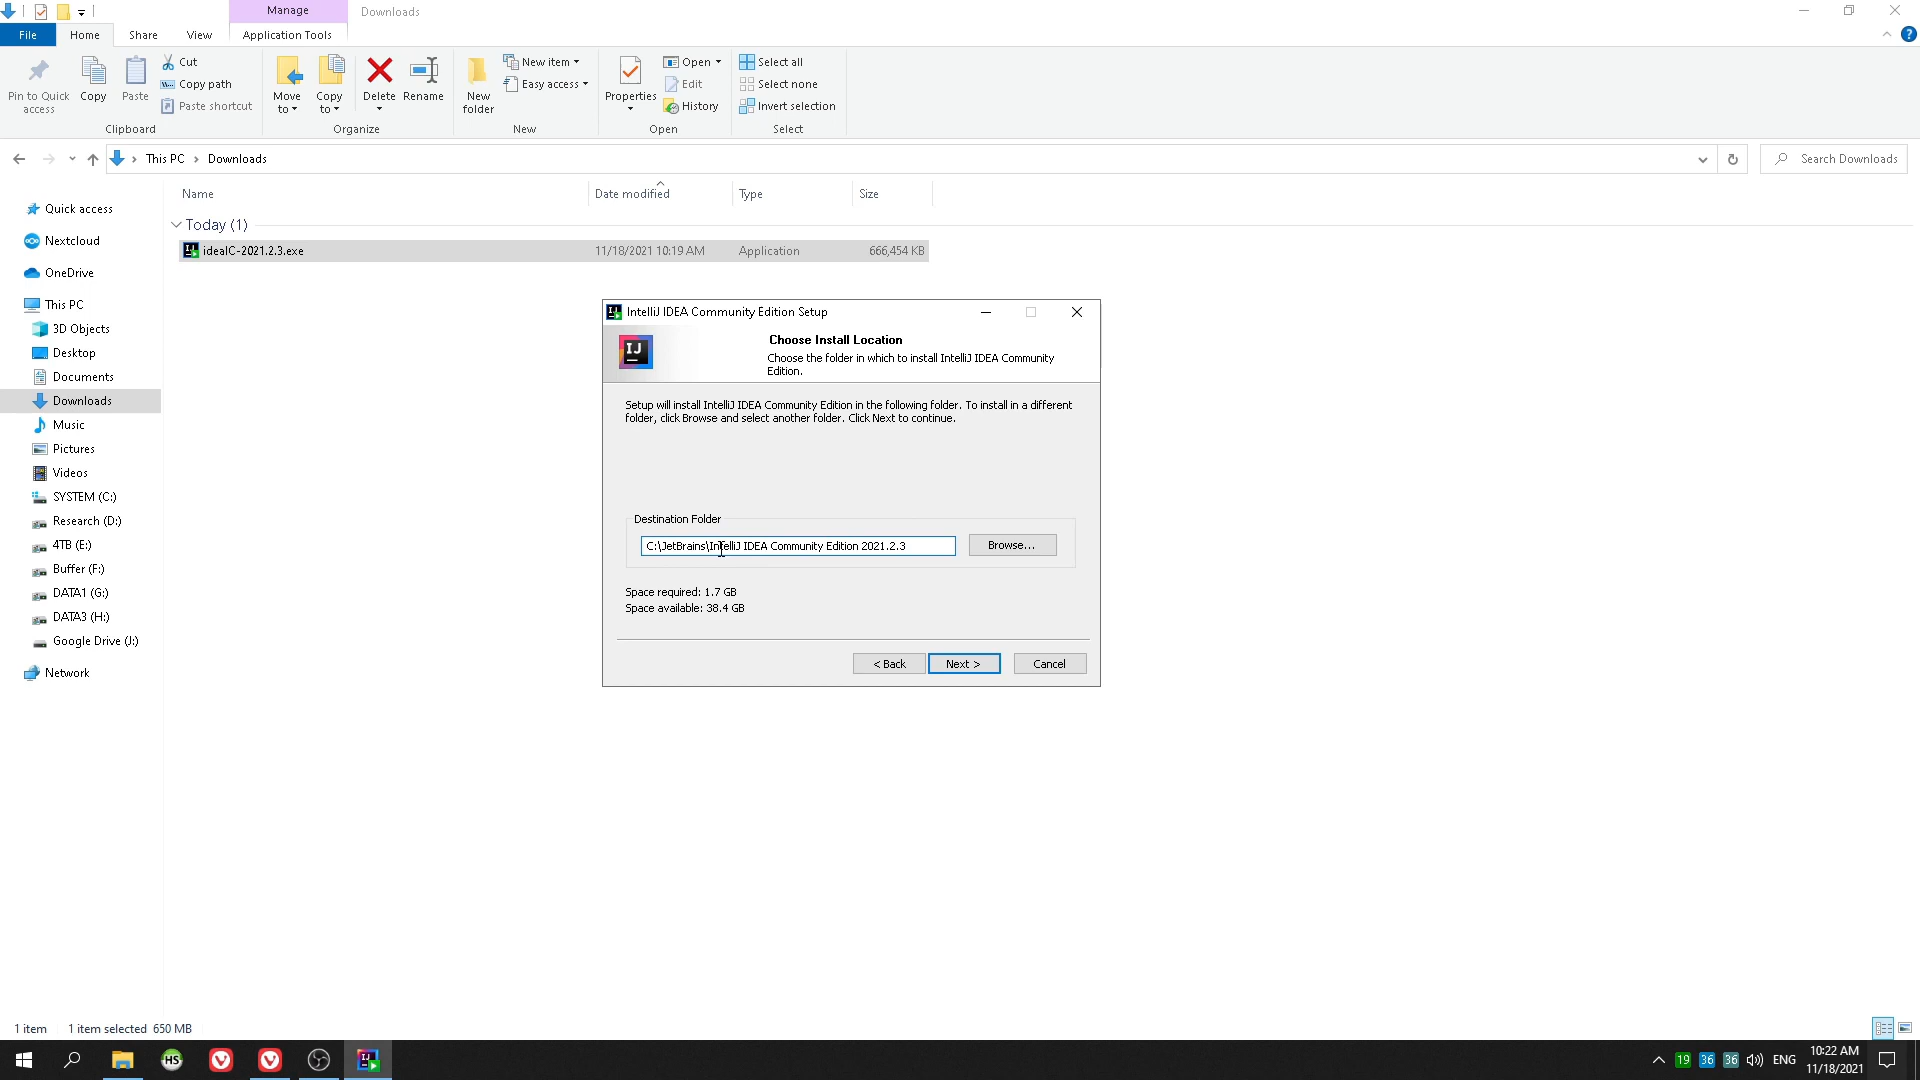 Manage
Downloads
File
Home
Share
View
Application Tools
Pin to Quick access
Copy
Paste
Cut
Copy path
Paste shortcut
Clipboard
Move to
Copy to
Delete
Rename
Organize
New folder
New item
Easy access
New
Properties
Open
Edit
History
Open
Select all
Select none
Invert selection
Select
This PC
Downloads
Search Downloads
Name
Date modified
Type
Size
Today (1)
ideaIC-2021.2.3.exe
11/18/2021 10:19 AM
Application
666,454 KB
Quick access
Nextcloud
OneDrive
This PC
3D Objects
Desktop
Documents
Downloads
Music
Pictures
Videos
SYSTEM (C:)
Research (D:)
4TB (E:)
Buffer (F:)
DATA1 (G:)
DATA3 (H:)
Google Drive (J:)
Network
IntelliJ IDEA Community Edition Setup
IJ
Choose Install Location
Choose the folder in which to install IntelliJ IDEA Community
Edition.
Setup will install IntelliJ IDEA Community Edition in the following folder. To install in a different
folder, click Browse and select another folder. Click Next to continue.
Destination Folder
C:\JetBrains\IntelliJ IDEA Community Edition 2021.2.3
Browse...
Space required: 1.7 GB
Space available: 38.4 GB
< Back
Next >
Cancel
1 item
1 item selected 650 MB
HS
19
36
36
ENG
10:22 AM
11/18/2021